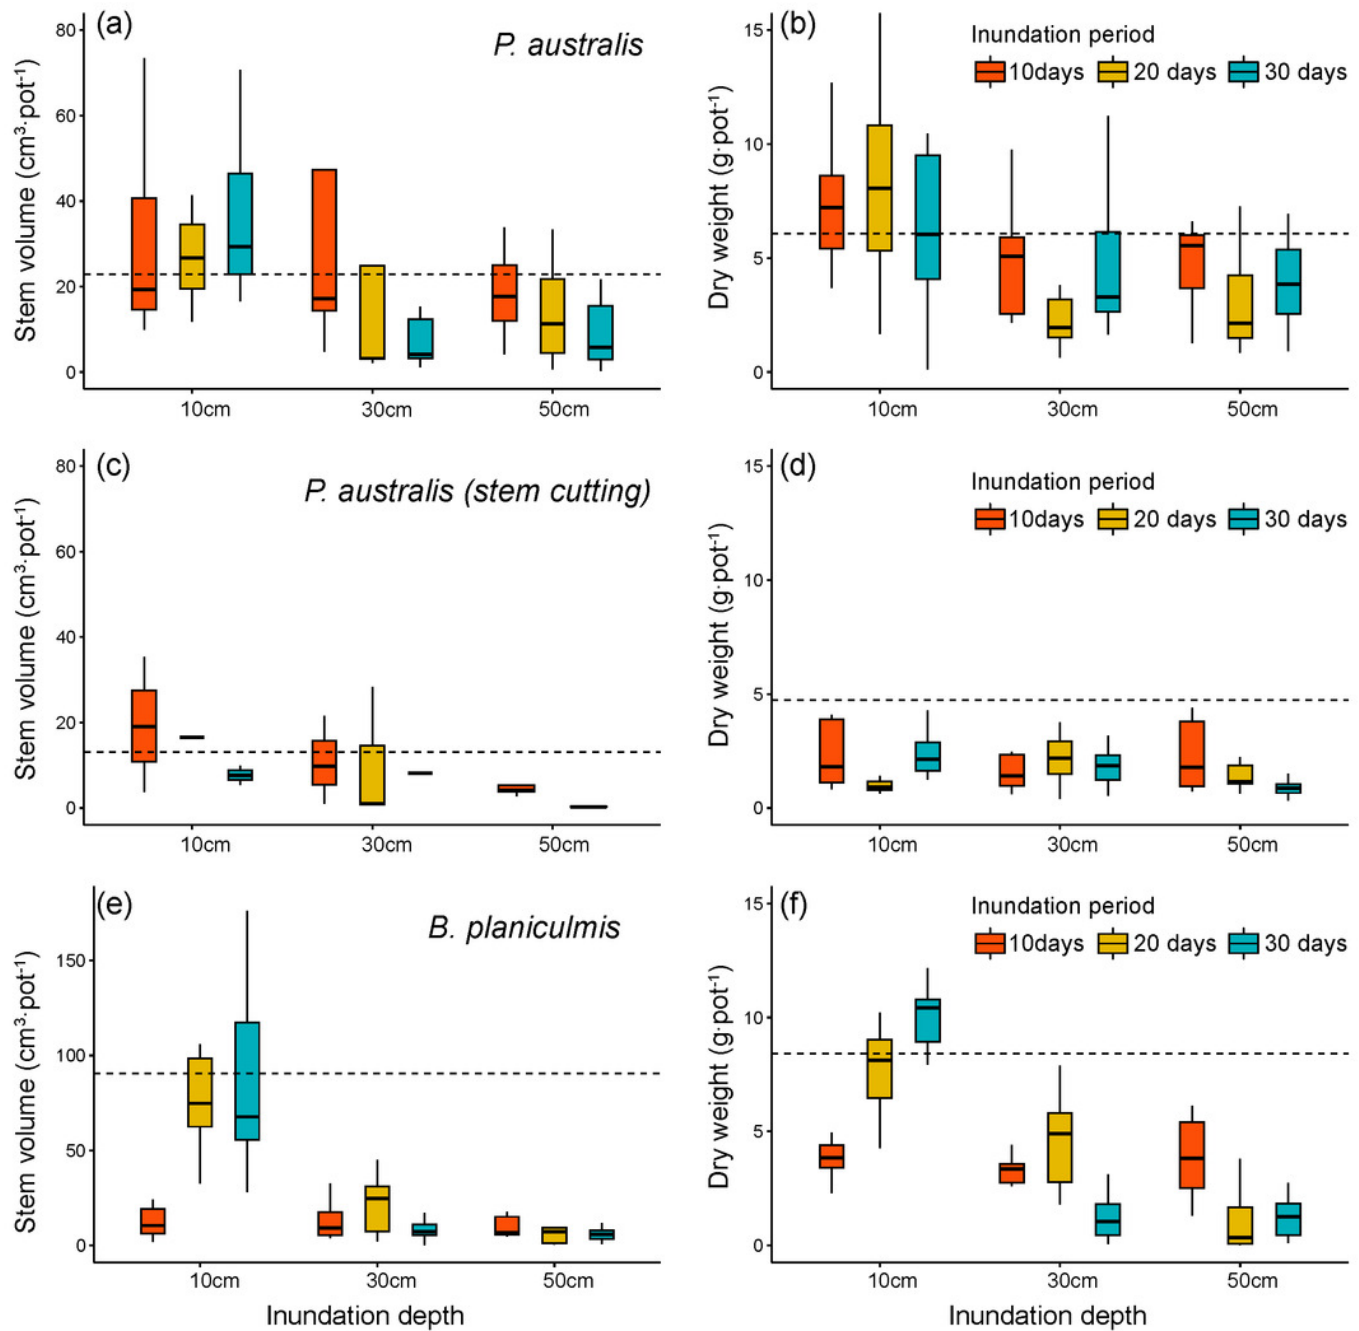 (a)
P. australis
Stem volume (cm³·pot⁻¹)
80
60
40
20
0
10cm 30cm 50cm
(b)
Inundation period
10days 20 days 30 days
Dry weight (g·pot⁻¹)
15
10
5
0
10cm 30cm 50cm
(c)
P. australis (stem cutting)
Stem volume (cm³·pot⁻¹)
80
60
40
20
0
10cm 30cm 50cm
(d)
Inundation period
10days 20 days 30 days
Dry weight (g·pot⁻¹)
15
10
5
0
10cm 30cm 50cm
(e)
B. planiculmis
Stem volume (cm³·pot⁻¹)
150
100
50
0
10cm 30cm 50cm
Inundation depth
(f)
Inundation period
10days 20 days 30 days
Dry weight (g·pot⁻¹)
15
10
5
0
10cm 30cm 50cm
Inundation depth